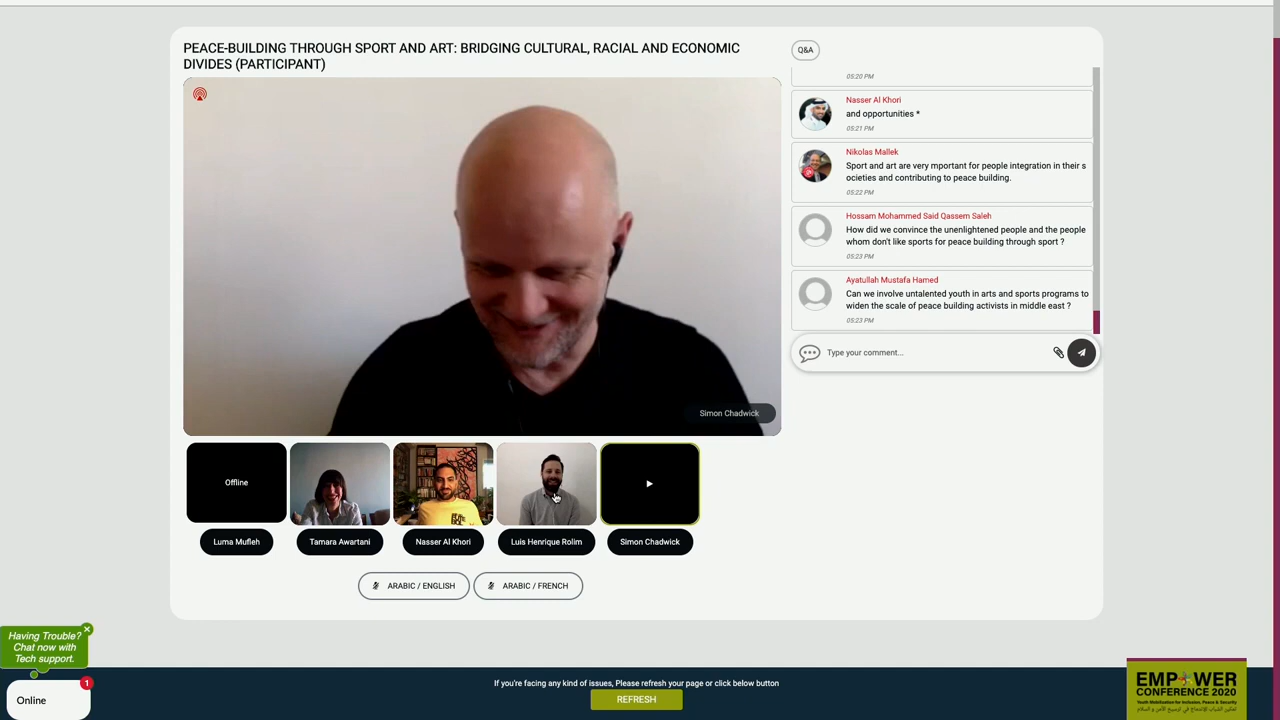 PEACE-BUILDING THROUGH SPORT AND ART: BRIDGING CULTURAL, RACIAL AND ECONOMIC
DIVIDES (PARTICIPANT)
Simon Chadwick
Offline
Luma Mufleh
Tamara Awartani
Nasser Al Khori
Luis Henrique Rolim
Simon Chadwick
ARABIC / ENGLISH
ARABIC / FRENCH
Q&A
05:20 PM
Nasser Al Khori
and opportunities *
05:21 PM
Nikolas Mallek
Sport and art are very mportant for people integration in their s
ocieties and contributing to peace building.
05:22 PM
Hossam Mohammed Said Qassem Saleh
How did we convince the unenlightened people and the people
whom don't like sports for peace building through sport ?
05:23 PM
Ayatullah Mustafa Hamed
Can we involve untalented youth in arts and sports programs to
widen the scale of peace building activists in middle east ?
05:23 PM
Type your comment...
Having Trouble?
Chat now with
Tech support.
Online
1
If you're facing any kind of issues, Please refresh your page or click below button
REFRESH
EMPOWER
CONFERENCE 2020
Youth Mobilization for Inclusion, Peace & Security